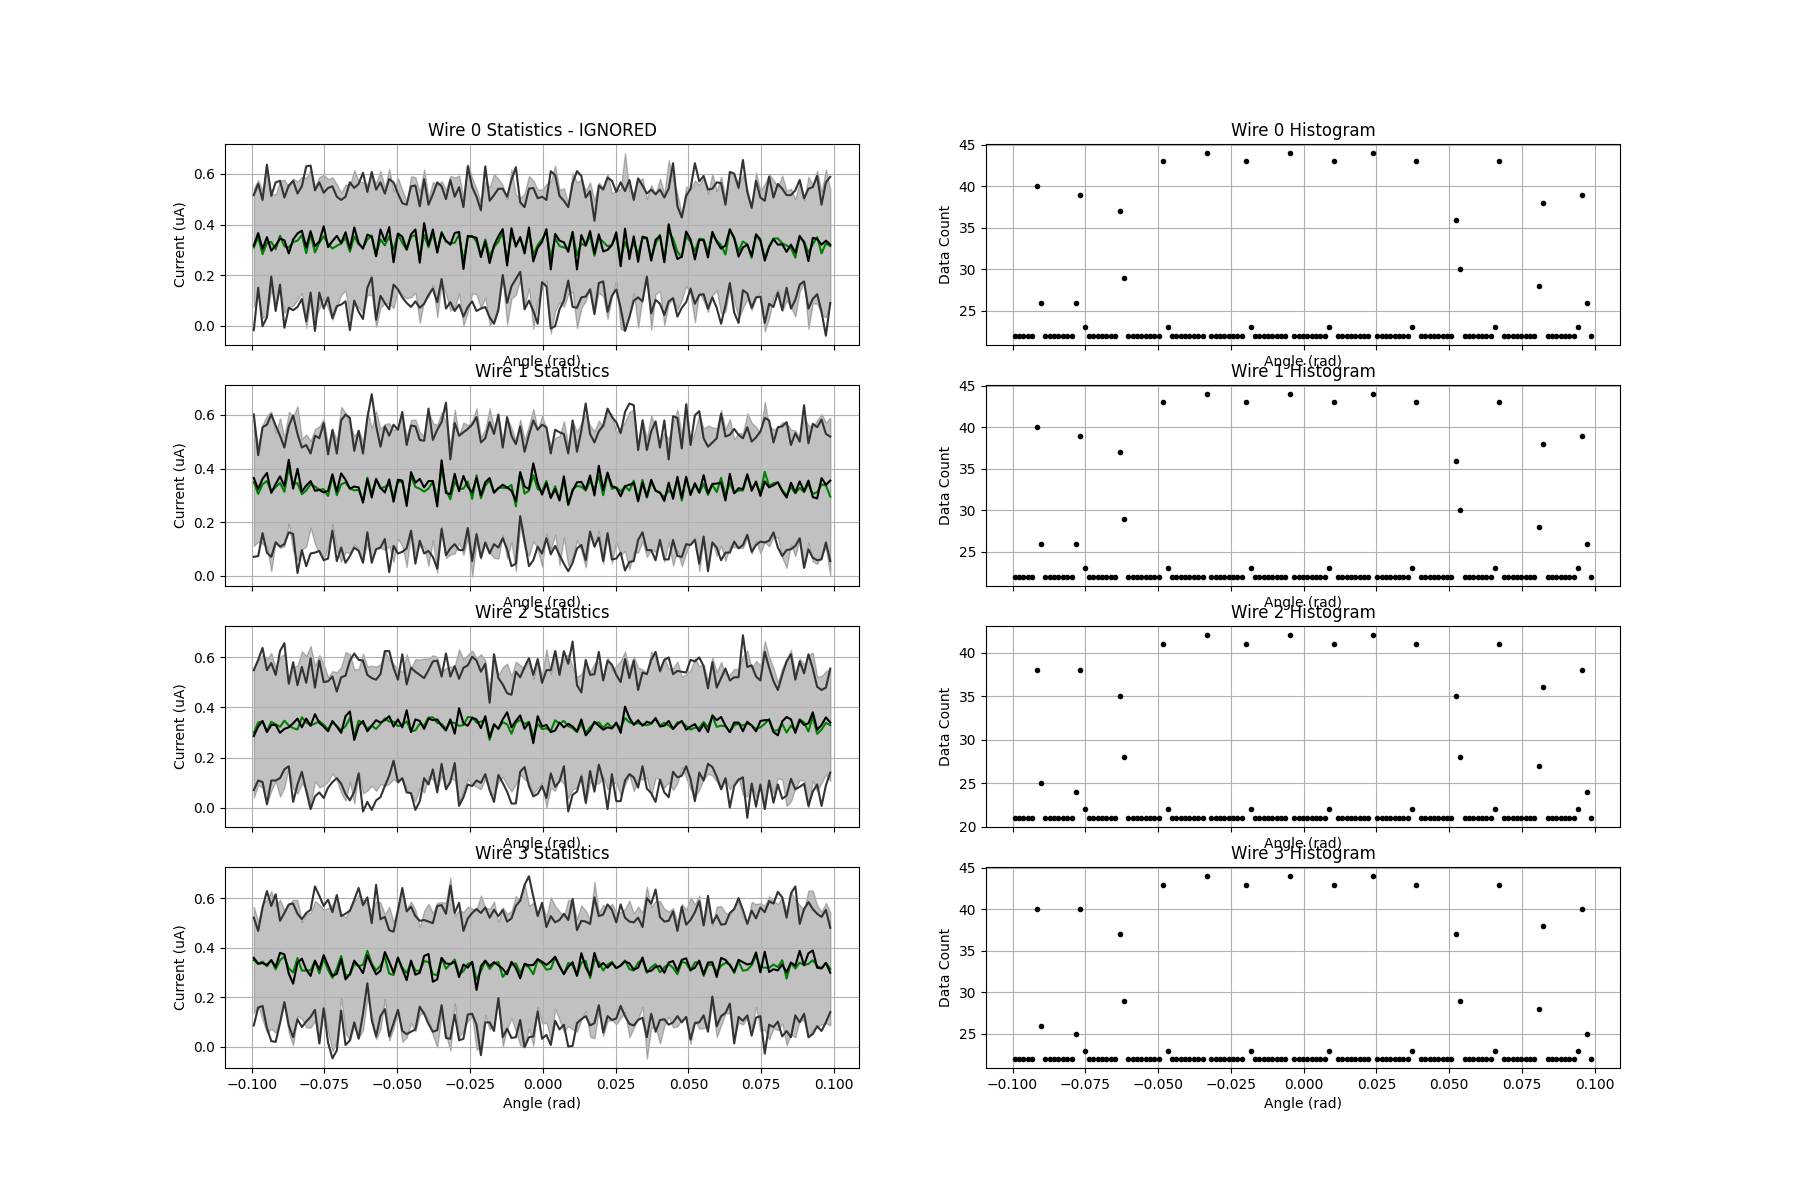 Wire 0 Statistics - IGNORED
Current (uA)
0.6
0.4
0.2
0.0
Angle (rad)
Wire 0 Histogram
Data Count
45
40
35
30
25
Angle (rad)
Wire 1 Statistics
Current (uA)
0.6
0.4
0.2
0.0
Angle (rad)
Wire 1 Histogram
Data Count
45
40
35
30
25
Angle (rad)
Wire 2 Statistics
Current (uA)
0.6
0.4
0.2
0.0
Angle (rad)
Wire 2 Histogram
Data Count
40
35
30
25
20
Angle (rad)
Wire 3 Statistics
Current (uA)
0.6
0.4
0.2
0.0
−0.100 −0.075 −0.050 −0.025 0.000 0.025 0.050 0.075 0.100
Angle (rad)
Wire 3 Histogram
Data Count
45
40
35
30
25
−0.100 −0.075 −0.050 −0.025 0.000 0.025 0.050 0.075 0.100
Angle (rad)